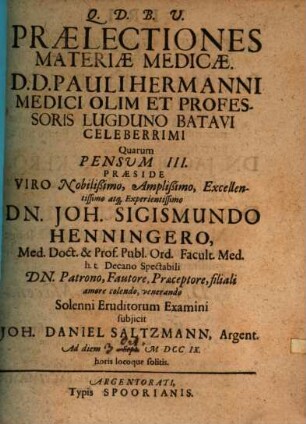 Q. D. B. V.
PRÆLECTIONES
MATERIÆ MEDICÆ.
D.D. PAULI HERMANNI
MEDICI OLIM ET PROFES-
SORIS LUGDUNO BATAVI
CELEBERRIMI
Quarum
PENSUM III.
PRÆSIDE
VIRO Nobilißimo, Amplißimo, Excellen-
tissimo atq; Experientissimo
DN. JOH. SIGISMUNDO
HENNINGERO,
Med. Doct. & Prof. Publ. Ord. Facult. Med.
h. t. Decano Spectabili
DN. Patrono, Fautore, Præceptore, filiali
amore colendo, venerando
Solenni Eruditorum Examini
subjicit
JOH. DANIEL SALTZMANN, Argent.
Ad diem M DCC IX.
horis locoque solitis.
ARGENTORATI,
Typis SPOORIANIS.